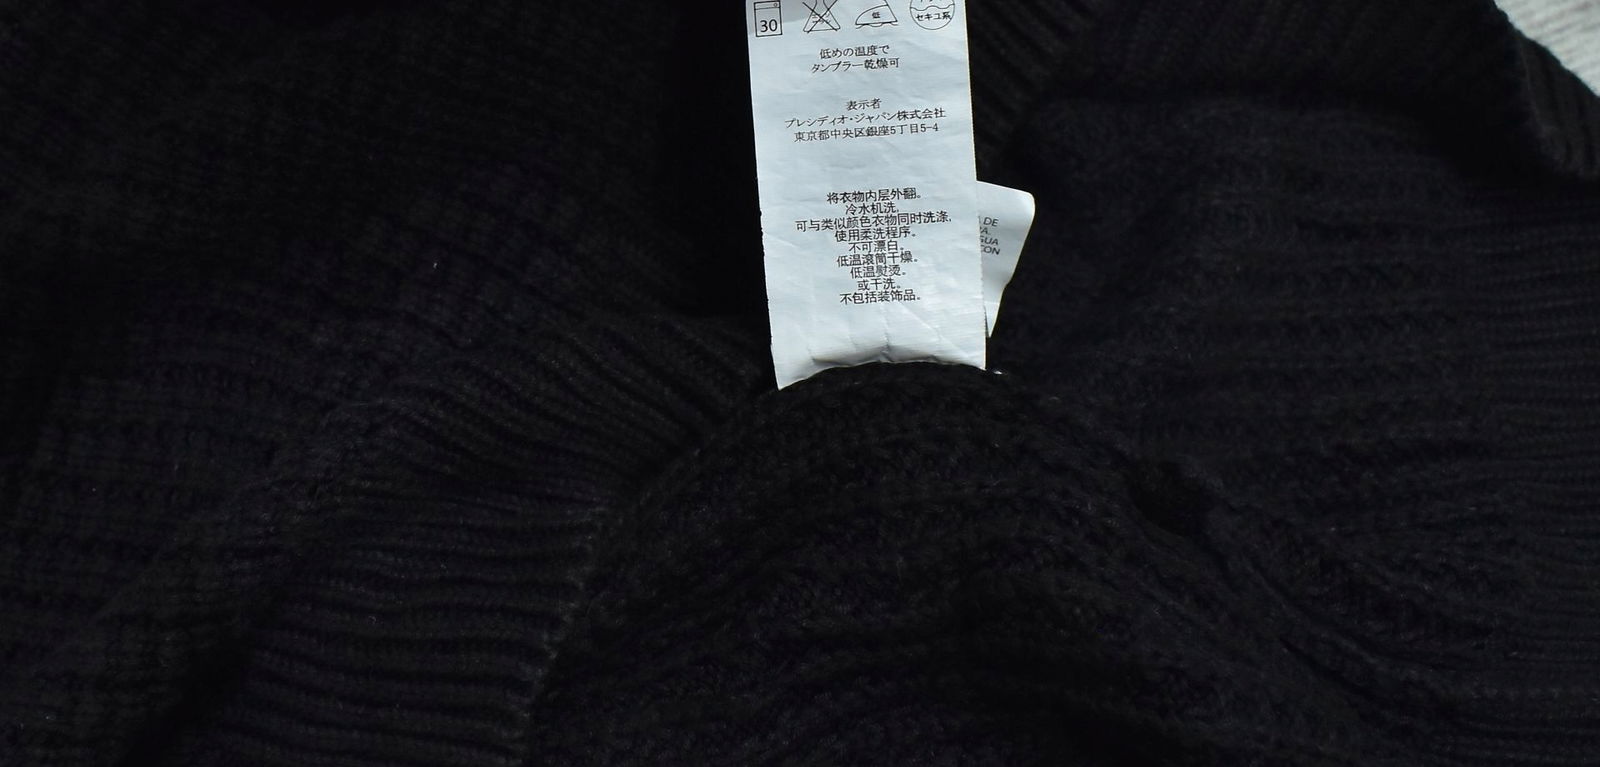 30
低
セキユ系
低めの温度で
タンブラー乾燥可
表示者
プレシディオ・ジャパン株式会社
東京都中央区銀座5丁目5-4
将衣物内层外翻。
冷水机洗,
可与类似颜色衣物同时洗涤,
使用柔洗程序。
不可漂白。
低温滚筒干燥。
低温熨烫。
或干洗。
不包括装饰品。
DE
CON